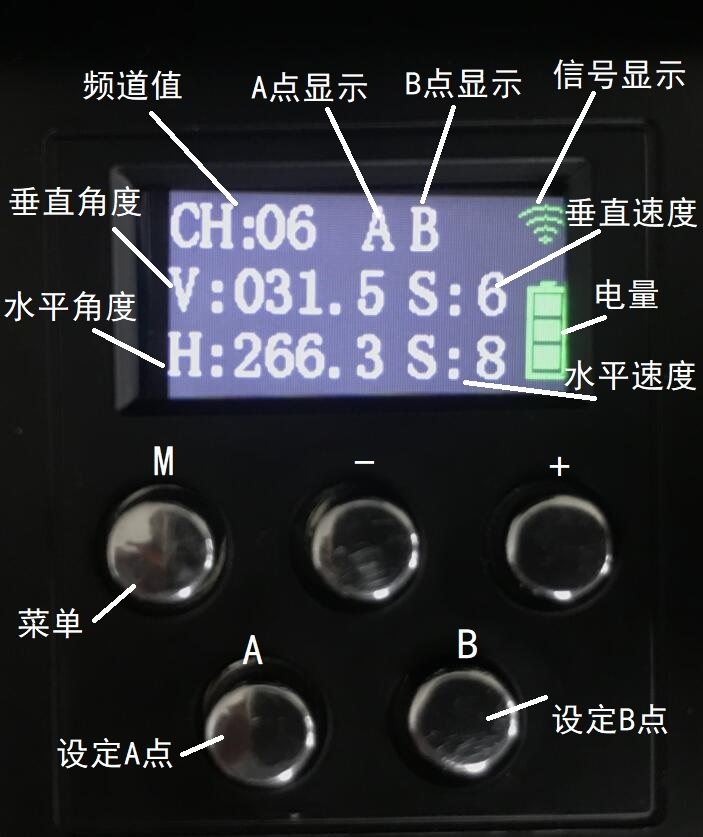 频道值
A点显示
B点显示
信号显示
垂直角度
CH:06 A B
垂直速度
V:031.5 S:6
水平角度
电量
H:266.3 S:8
水平速度
M
-
+
菜单
A
B
设定A点
设定B点